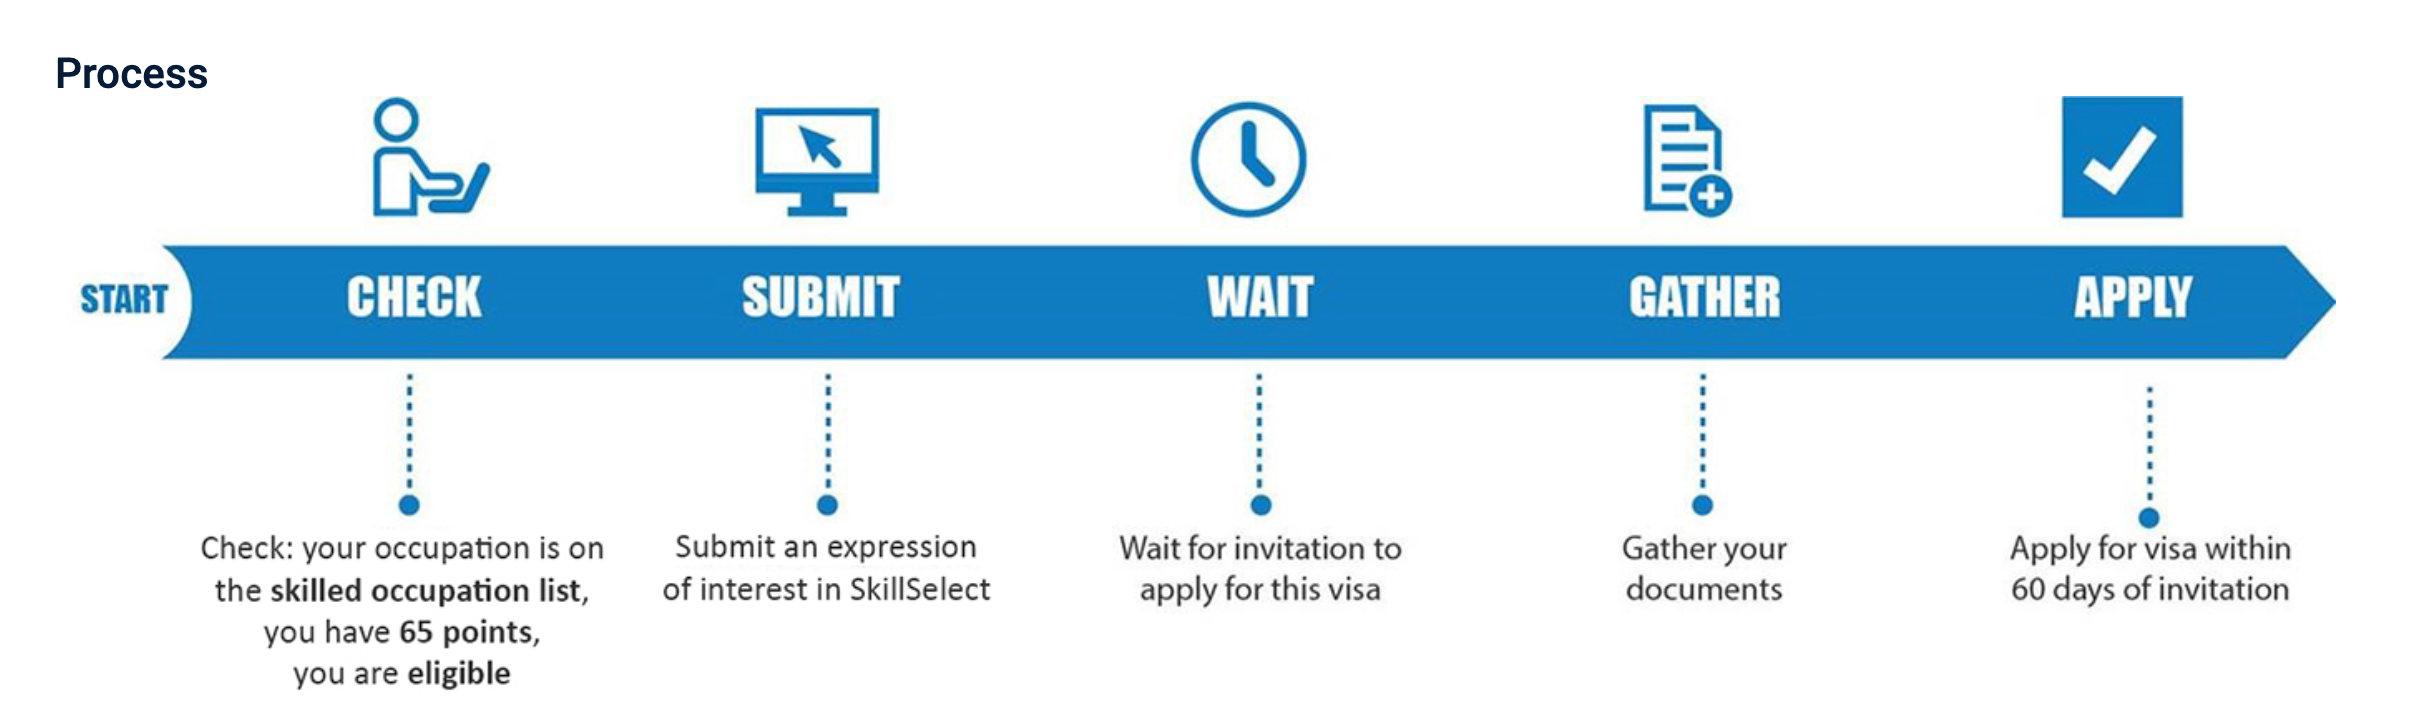 Process
START
CHECK
SUBMIT
WAIT
GATHER
APPLY
Check: your occupation is on
the skilled occupation list,
you have 65 points,
you are eligible
Submit an expression
of interest in SkillSelect
Wait for invitation to
apply for this visa
Gather your
documents
Apply for visa within
60 days of invitation